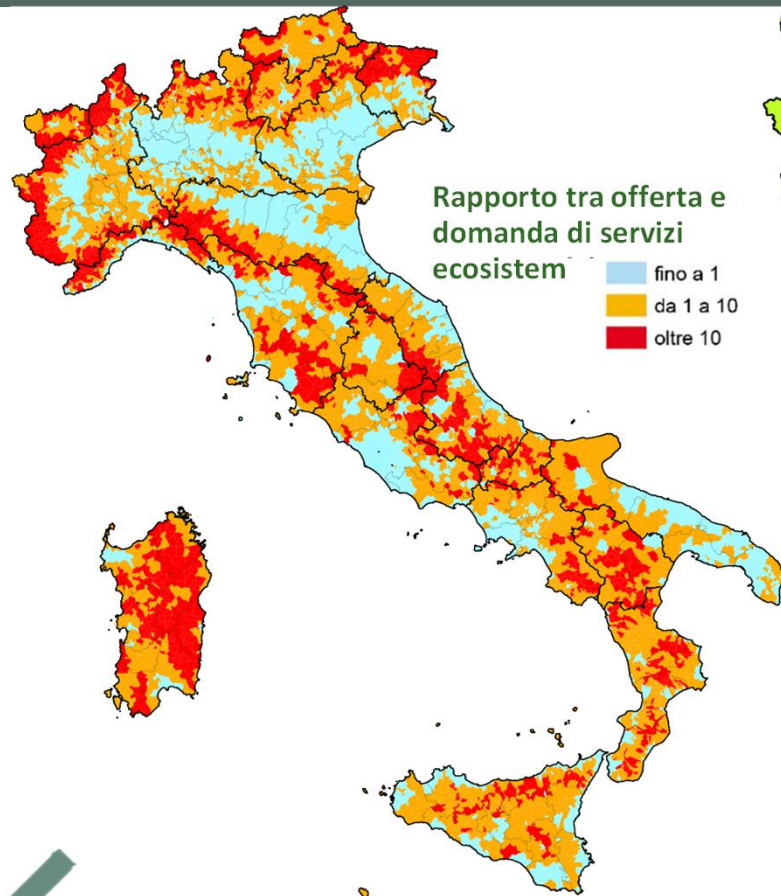 Rapporto tra offerta e
domanda di servizi
ecosistem
fino a 1
da 1 a 10
oltre 10